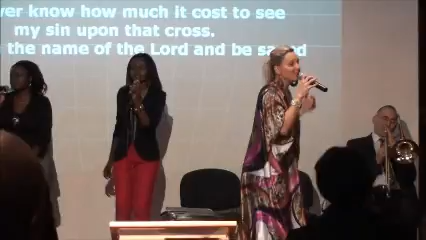 ver know how much it cost to see
my sin upon that cross.
the name of the Lord and be saved